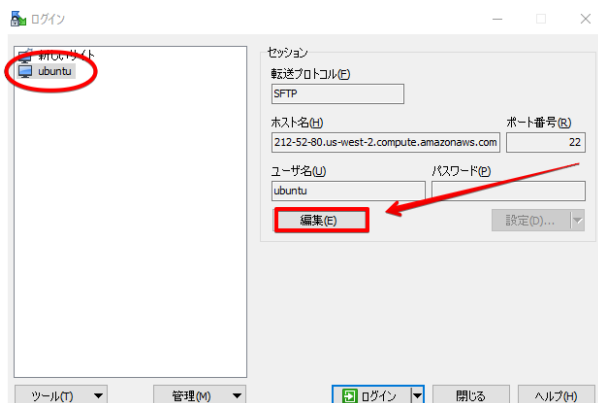 ログイン
新しいサイト
ubuntu
セッション
転送プロトコル(F)
SFTP
ホスト名(H)
ポート番号(R)
212-52-80.us-west-2.compute.amazonaws.com
22
ユーザ名(U)
パスワード(P)
ubuntu
編集(E)
設定(D)...
ツール(T)
管理(M)
ログイン
閉じる
ヘルプ(H)